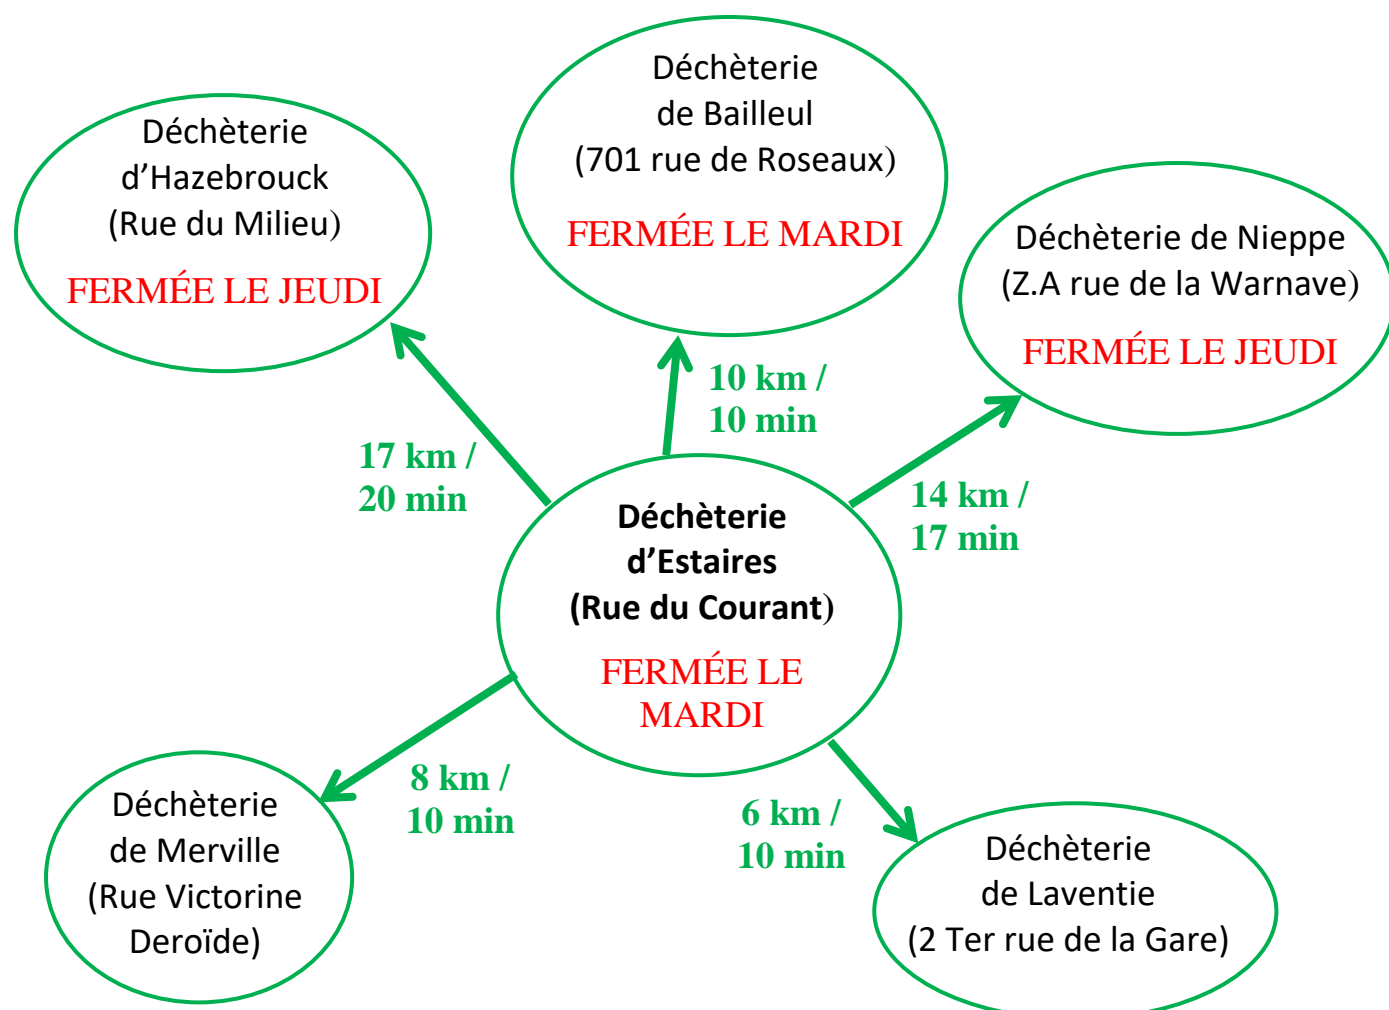 Déchèterie
de Bailleul
(701 rue de Roseaux)
FERMÉE LE MARDI
Déchèterie
d’Hazebrouck
(Rue du Milieu)
FERMÉE LE JEUDI
Déchèterie de Nieppe
(Z.A rue de la Warnave)
FERMÉE LE JEUDI
10 km /
10 min
17 km /
20 min
14 km /
17 min
Déchèterie
d’Estaires
(Rue du Courant)
FERMÉE LE
MARDI
8 km /
10 min
6 km /
10 min
Déchèterie
de Merville
(Rue Victorine
Deroïde)
Déchèterie
de Laventie
(2 Ter rue de la Gare)